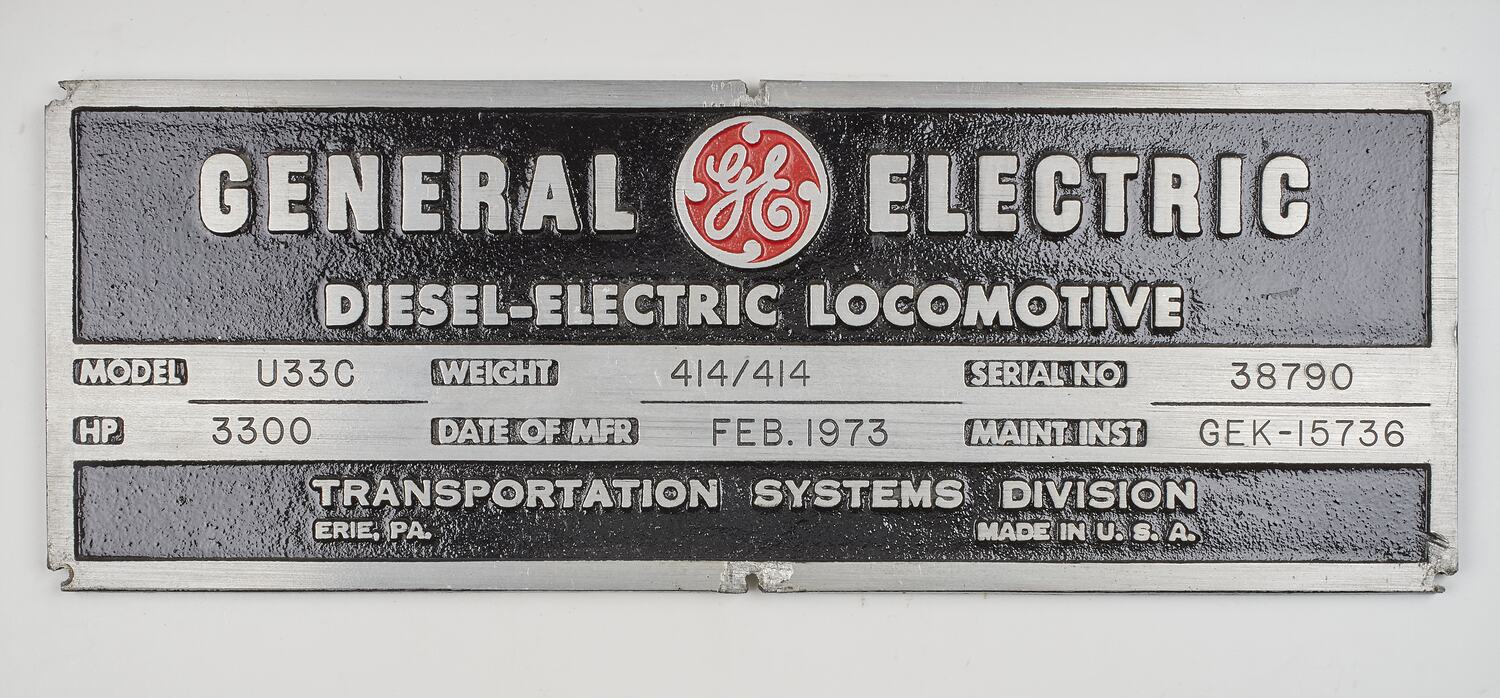 GENERAL GE ELECTRIC
DIESEL-ELECTRIC LOCOMOTIVE
MODEL U33C WEIGHT 414/414 SERIAL NO 38790
HP 3300 DATE OF MFR FEB. 1973 MAINT INST GEK-15736
TRANSPORTATION SYSTEMS DIVISION
ERIE, PA. MADE IN U. S. A.